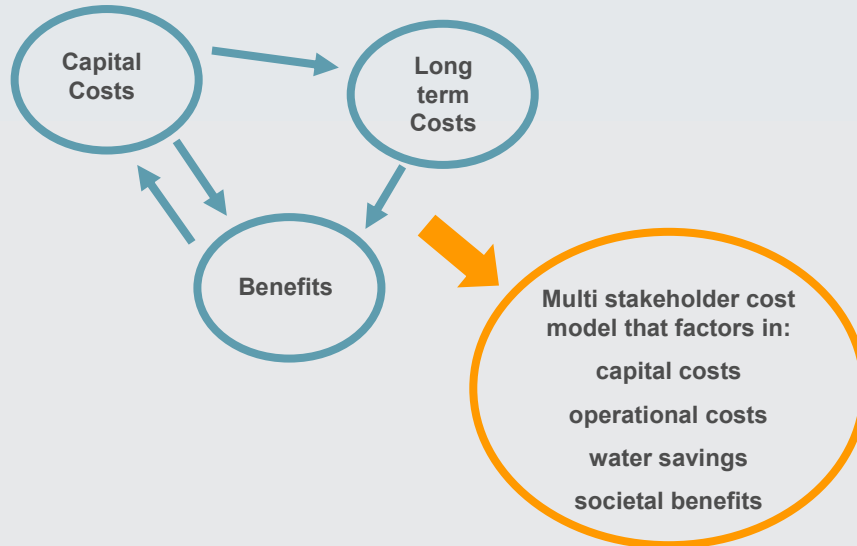 Capital
Costs
Long
term
Costs
Benefits
Multi stakeholder cost
model that factors in:
capital costs
operational costs
water savings
societal benefits